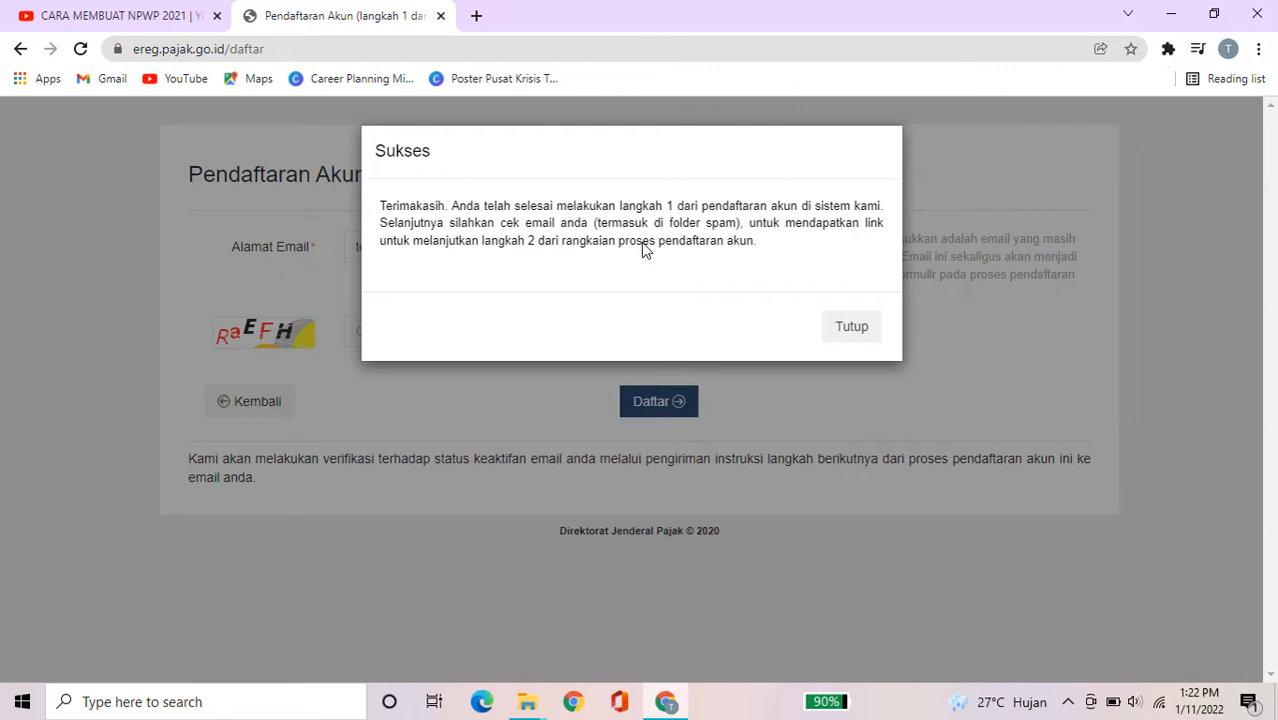 CARA MEMBUAT NPWP 2021 | YO
Pendaftaran Akun (langkah 1 dar
ereg.pajak.go.id/daftar
T
Apps
Gmail
YouTube
Maps
Career Planning Mi...
Poster Pusat Krisis T...
Reading list
Sukses
Terimakasih. Anda telah selesai melakukan langkah 1 dari pendaftaran akun di sistem kami.
Selanjutnya silahkan cek email anda (termasuk di folder spam), untuk mendapatkan link
untuk melanjutkan langkah 2 dari rangkaian proses pendaftaran akun.
Tutup
Pendaftaran Akun
Alamat Email*
sukkan adalah email yang masih
Email ini sekaligus akan menjadi
ormulir pada proses pendaftaran
RaEFH
Kembali
Daftar
Kami akan melakukan verifikasi terhadap status keaktifan email anda melalui pengiriman instruksi langkah berikutnya dari proses pendaftaran akun ini ke
email anda.
Direktorat Jenderal Pajak © 2020
Type here to search
90%
27°C Hujan
1:22 PM
1/11/2022
1